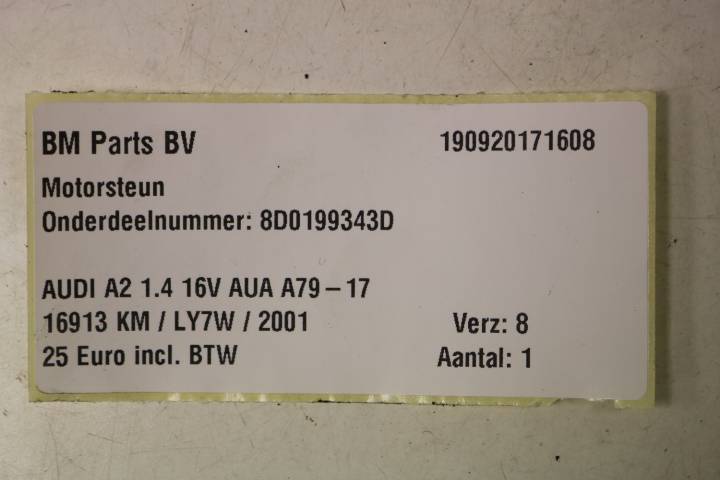 BM Parts BV 190920171608
Motorsteun
Onderdeelnummer: 8D0199343D
AUDI A2 1.4 16V AUA A79-17
16913 KM / LY7W / 2001 Verz: 8
25 Euro incl. BTW Aantal: 1